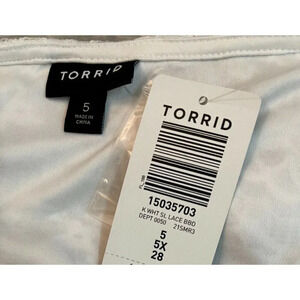 TORRID
5
MADE IN
CHINA
TORRID
15035703
K WHT SL LACE BBD
DEPT 0050 21SMR3
5
5X
28